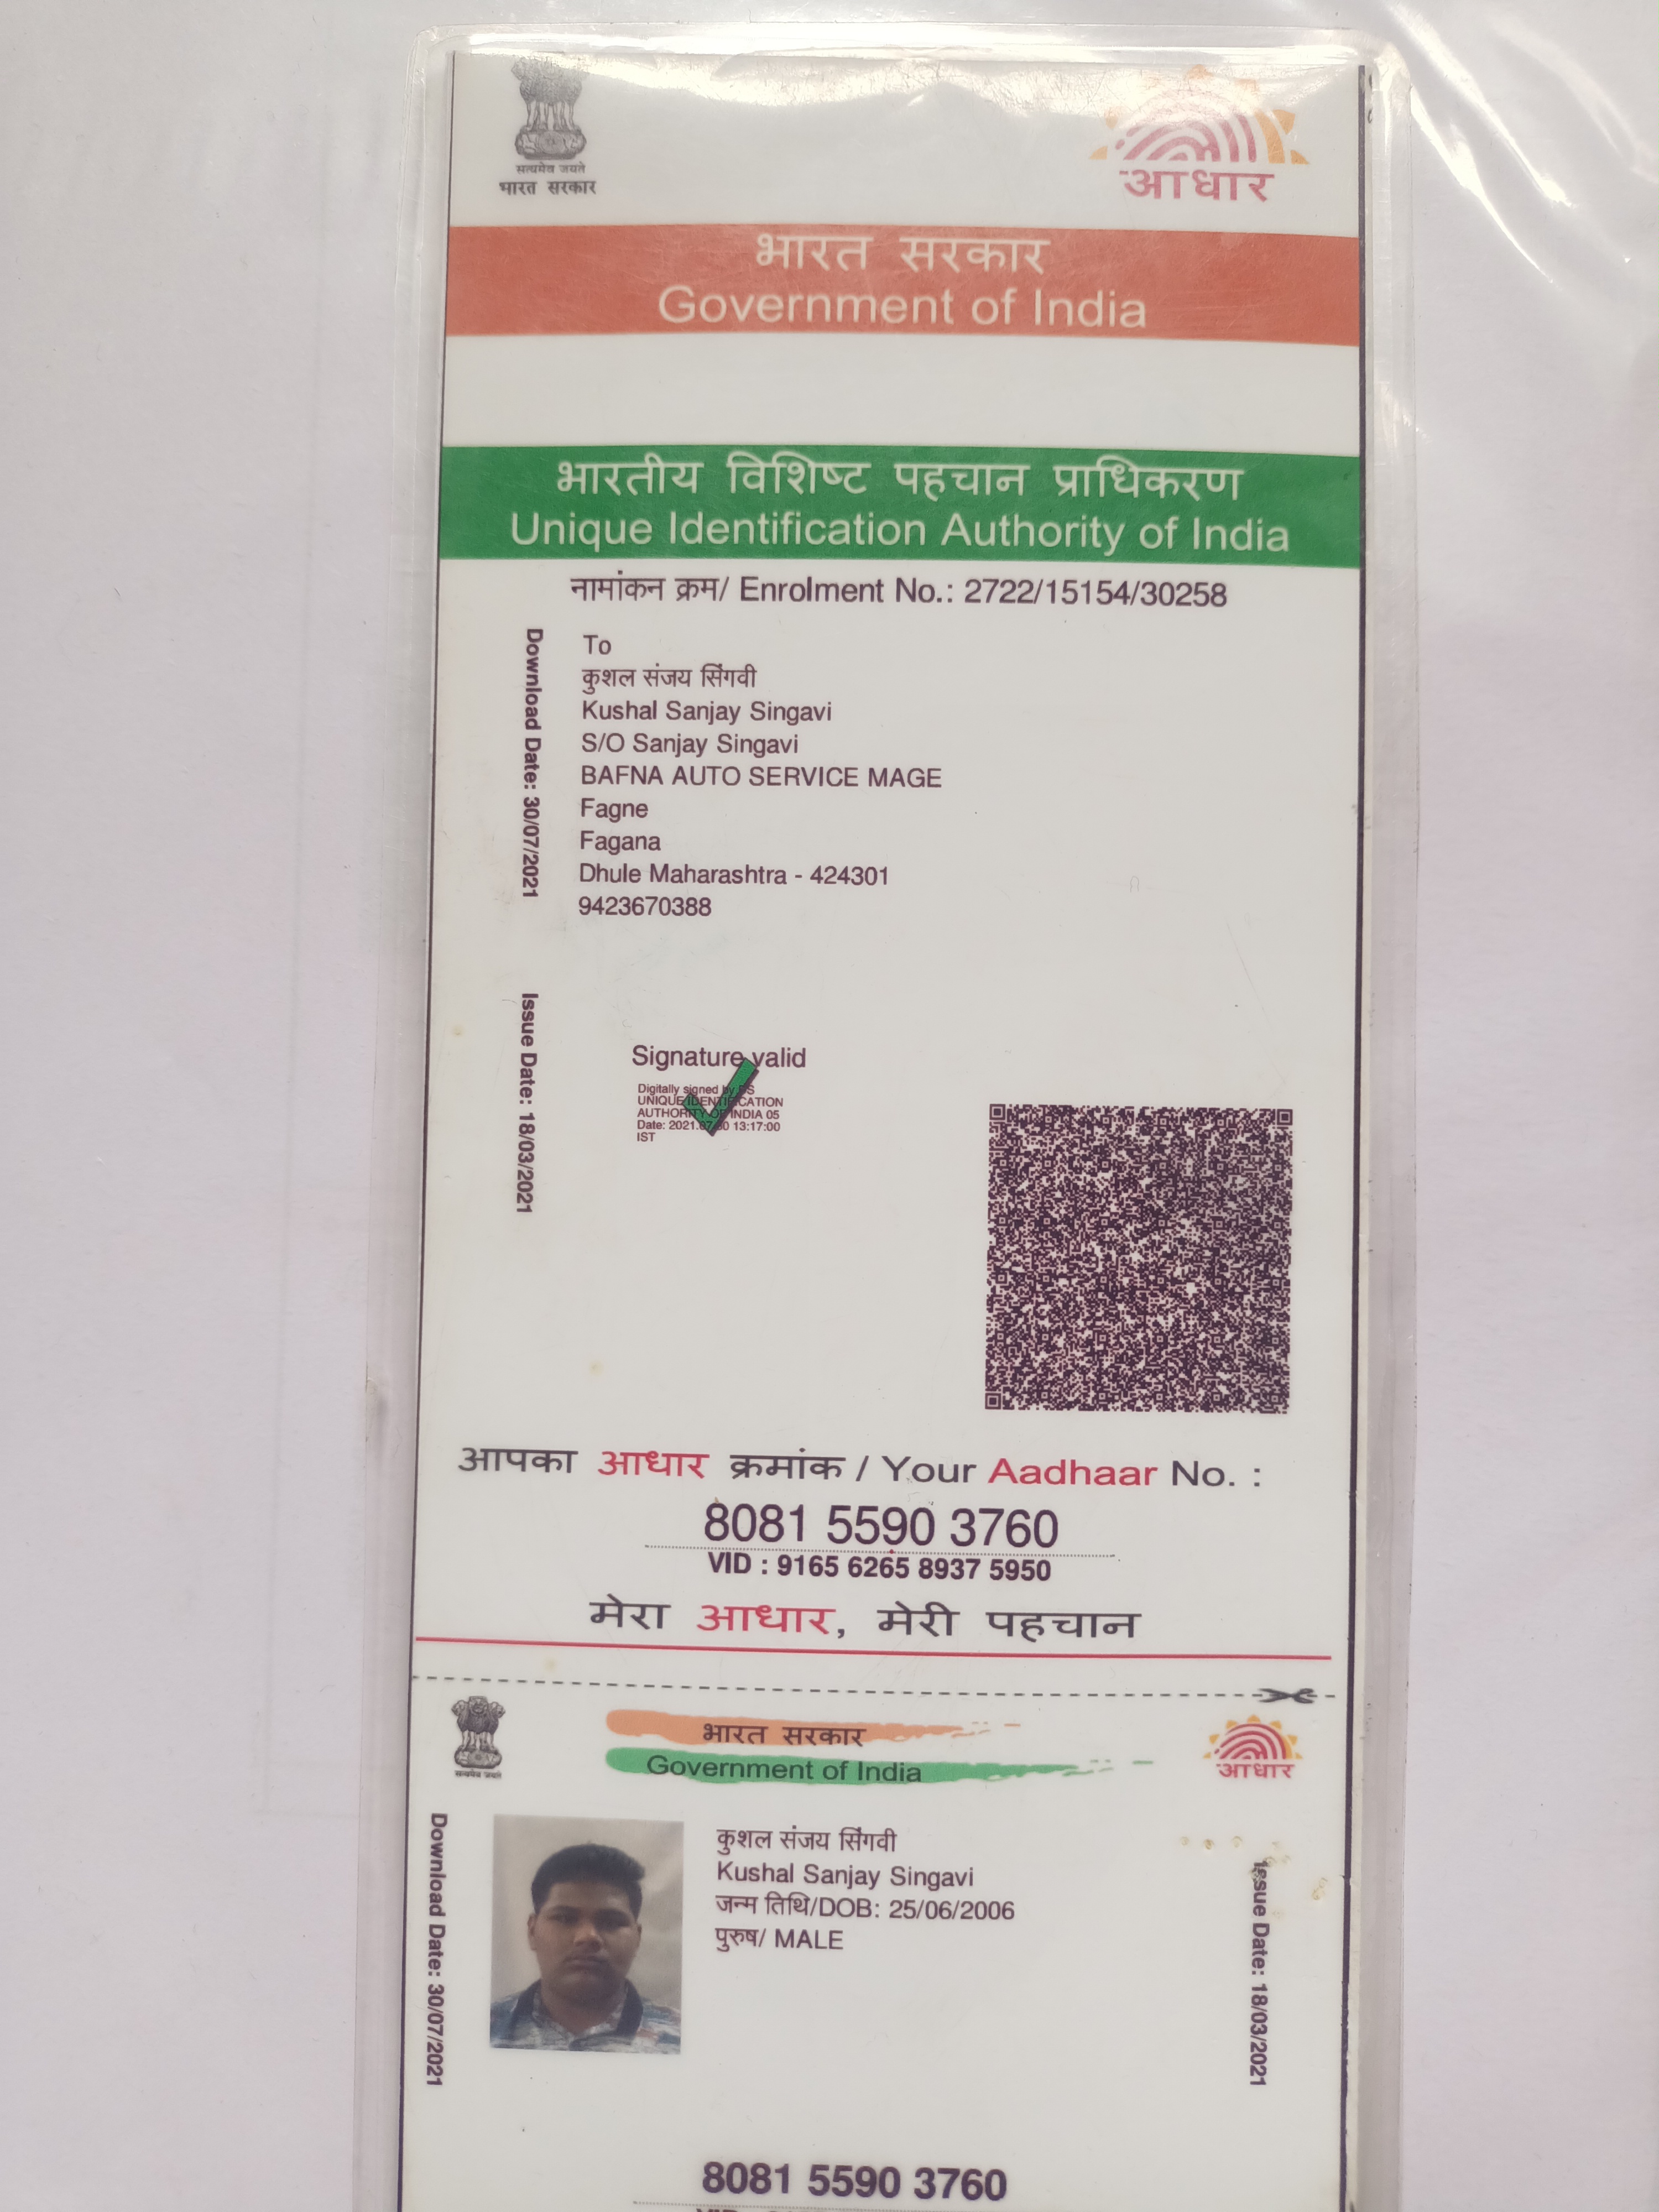 सत्यमेव जयते
भारत सरकार
आधार
भारत सरकार
Government of India
भारतीय विशिष्ट पहचान प्राधिकरण
Unique Identification Authority of India
नामांकन क्रम/ Enrolment No.: 2722/15154/30258
Download Date: 30/07/2021
To
कुशल संजय सिंगवी
Kushal Sanjay Singavi
S/O Sanjay Singavi
BAFNA AUTO SERVICE MAGE
Fagne
Fagana
Dhule Maharashtra - 424301
9423670388
Issue Date: 18/03/2021
Signature valid
Digitally signed by DS
UNIQUE IDENTIFICATION
AUTHORITY OF INDIA 05
Date: 2021.07.30 13:17:00
IST
आपका आधार क्रमांक / Your Aadhaar No. :
8081 5590 3760
VID : 9165 6265 8937 5950
मेरा आधार, मेरी पहचान
सत्यमेव जयते
भारत सरकार
Government of India
आधार
Download Date: 30/07/2021
कुशल संजय सिंगवी
Kushal Sanjay Singavi
जन्म तिथि/DOB: 25/06/2006
पुरुष/ MALE
Issue Date: 18/03/2021
8081 5590 3760